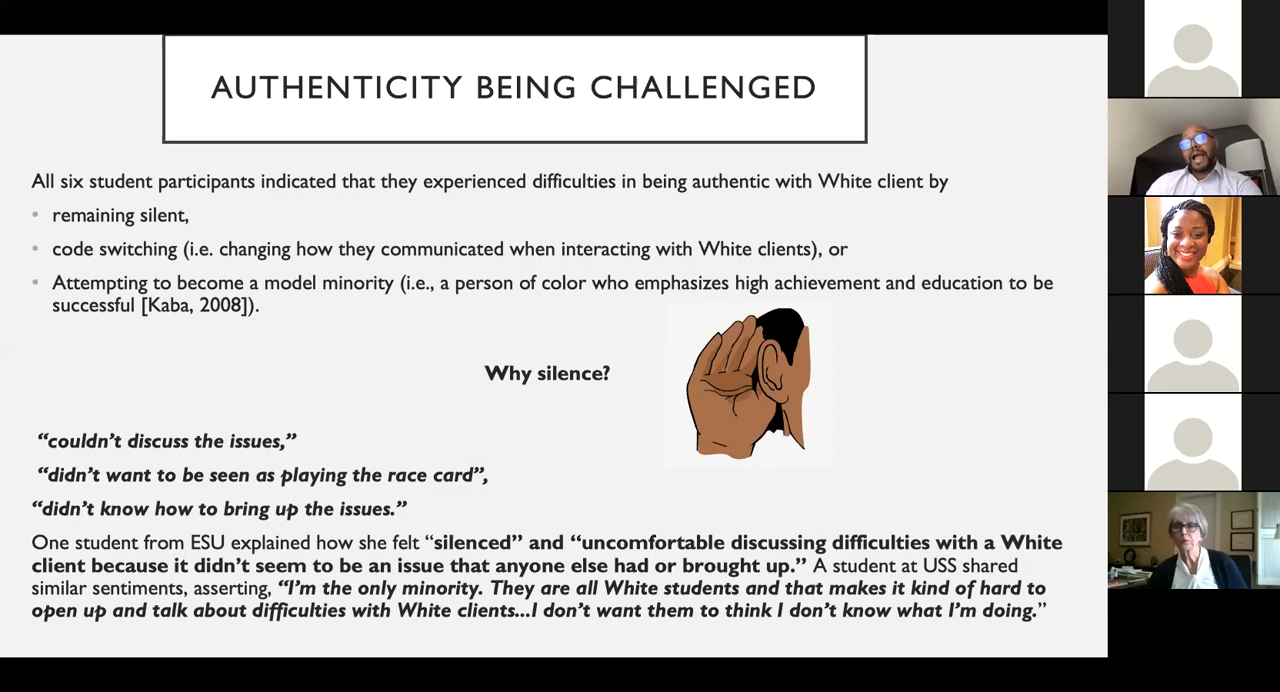 AUTHENTICITY BEING CHALLENGED
All six student participants indicated that they experienced difficulties in being authentic with White client by
• remaining silent,
• code switching (i.e. changing how they communicated when interacting with White clients), or
• Attempting to become a model minority (i.e., a person of color who emphasizes high achievement and education to be
successful [Kaba, 2008]).
Why silence?
“couldn’t discuss the issues,”
“didn’t want to be seen as playing the race card”,
“didn’t know how to bring up the issues.”
One student from ESU explained how she felt “silenced” and “uncomfortable discussing difficulties with a White
client because it didn’t seem to be an issue that anyone else had or brought up.” A student at USS shared
similar sentiments, asserting, “I’m the only minority. They are all White students and that makes it kind of hard to
open up and talk about difficulties with White clients...I don’t want them to think I don’t know what I’m doing.”